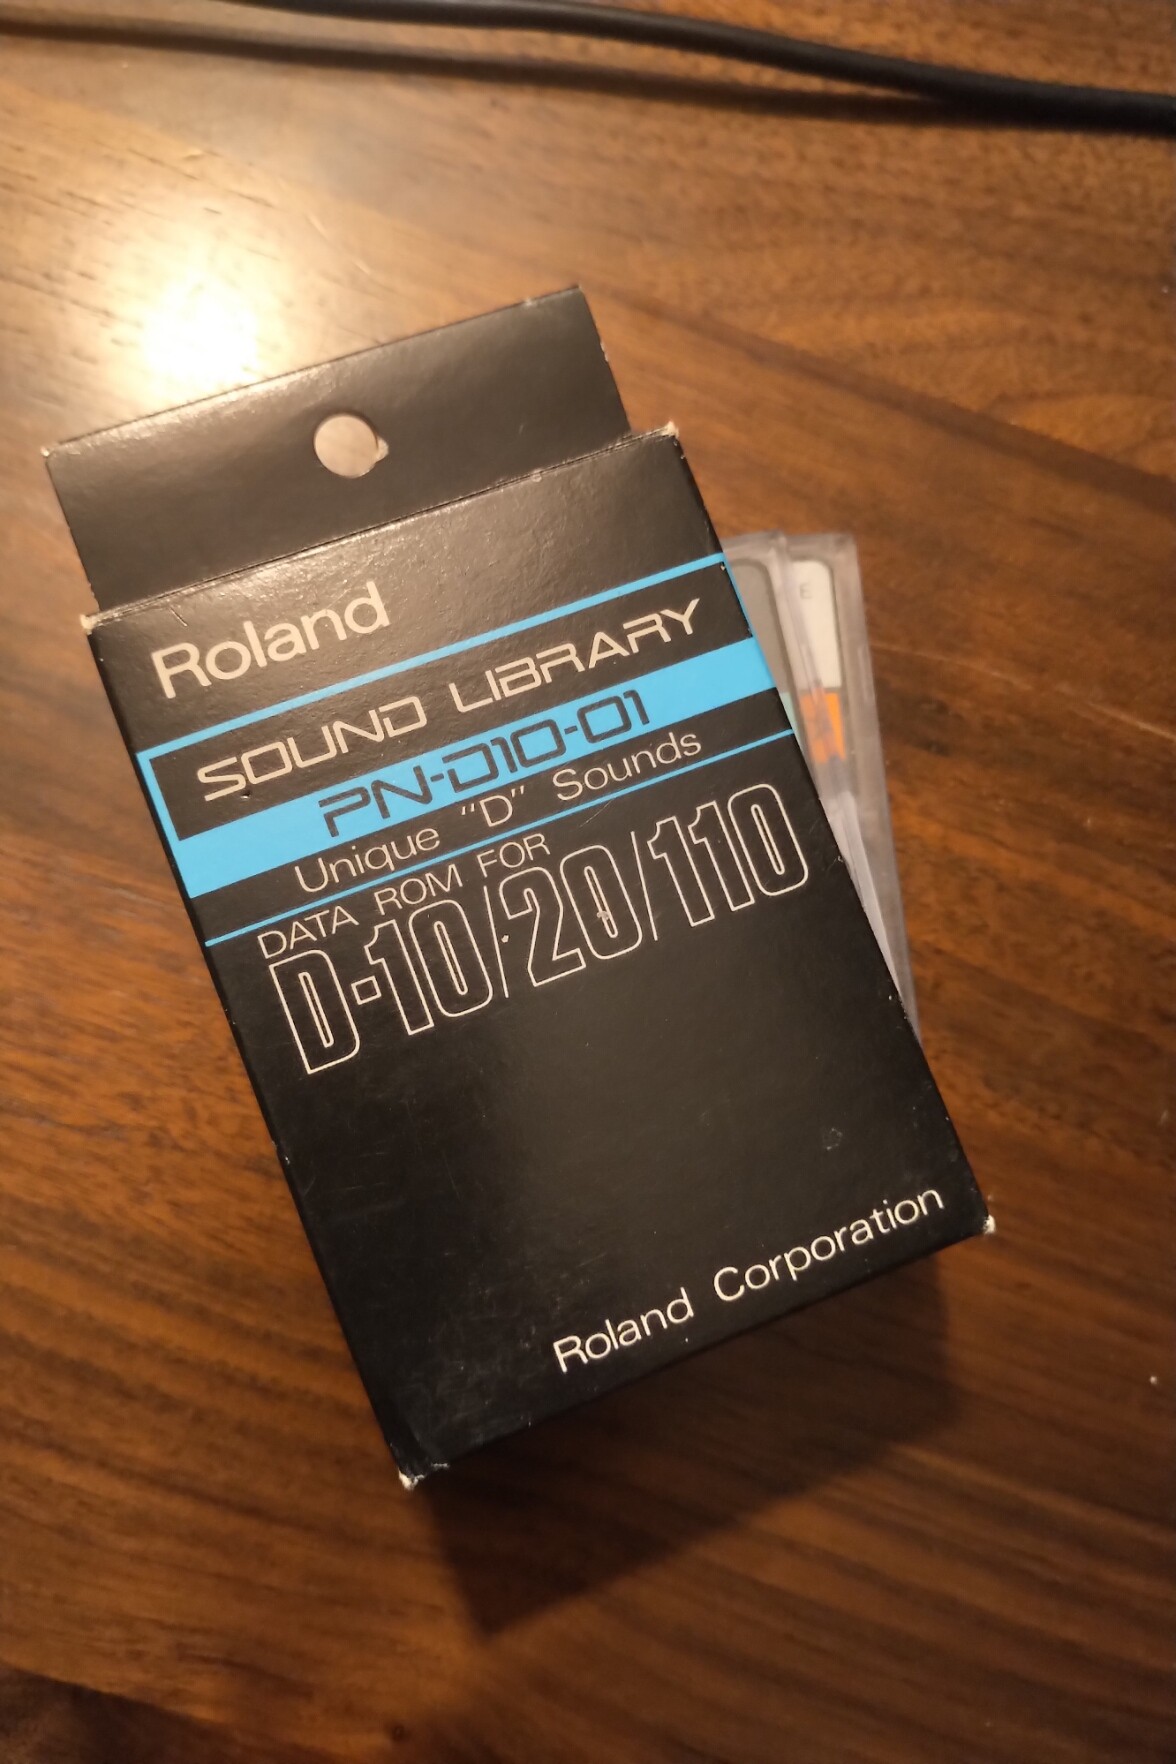 Roland
SOUND LIBRARY
PN-D10-01
Unique "D" Sounds
DATA ROM FOR
D-10/20/110
Roland Corporation
E